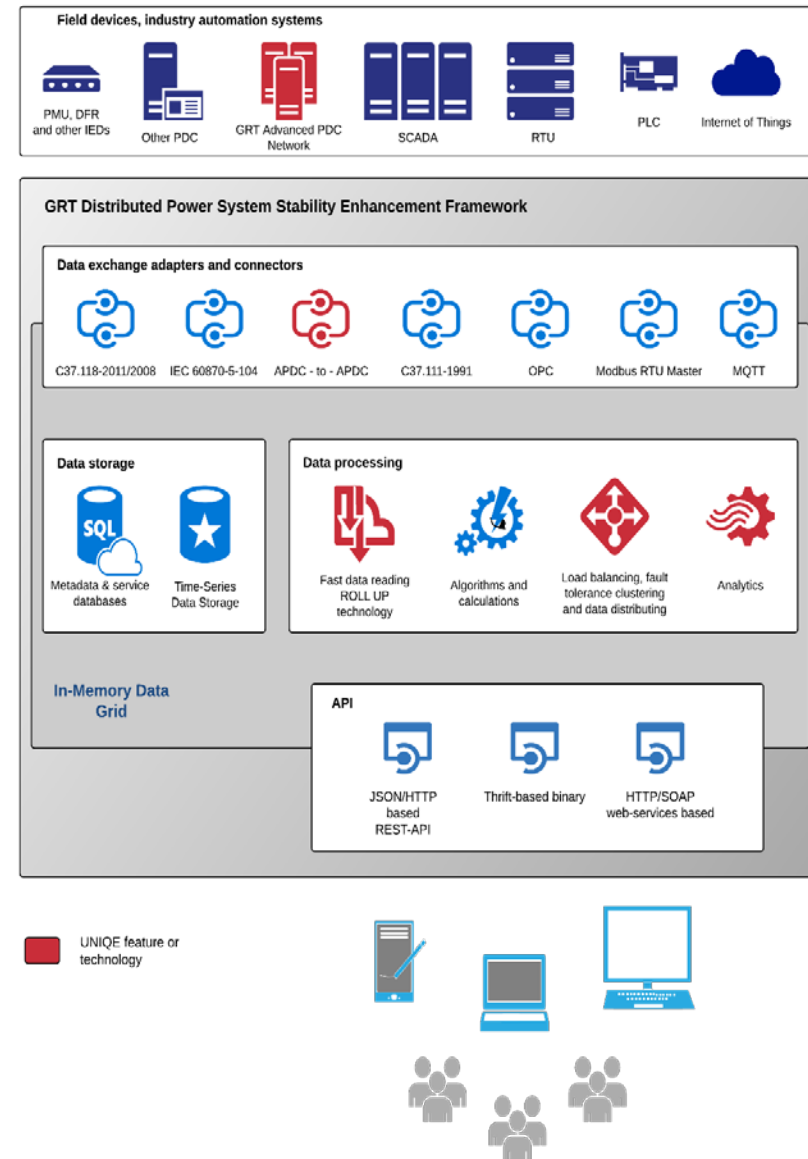 Field devices, industry automation systems
PMU, DFR
and other IEDs
Other PDC
GRT Advanced PDC
Network
SCADA
RTU
PLC
Internet of Things
GRT Distributed Power System Stability Enhancement Framework
Data exchange adapters and connectors
C37.118-2011/2008
IEC 60870-5-104
APDC - to - APDC
C37.111-1991
OPC
Modbus RTU Master
MQTT
Data storage
SQL
Metadata & service
databases
Time-Series
Data Storage
Data processing
Fast data reading
ROLL UP
technology
Algorithms and
calculations
Load balancing, fault
tolerance clustering
and data distributing
Analytics
In-Memory Data
Grid
API
JSON/HTTP
based
REST-API
Thrift-based binary
HTTP/SOAP
web-services based
UNIQE feature or
technology